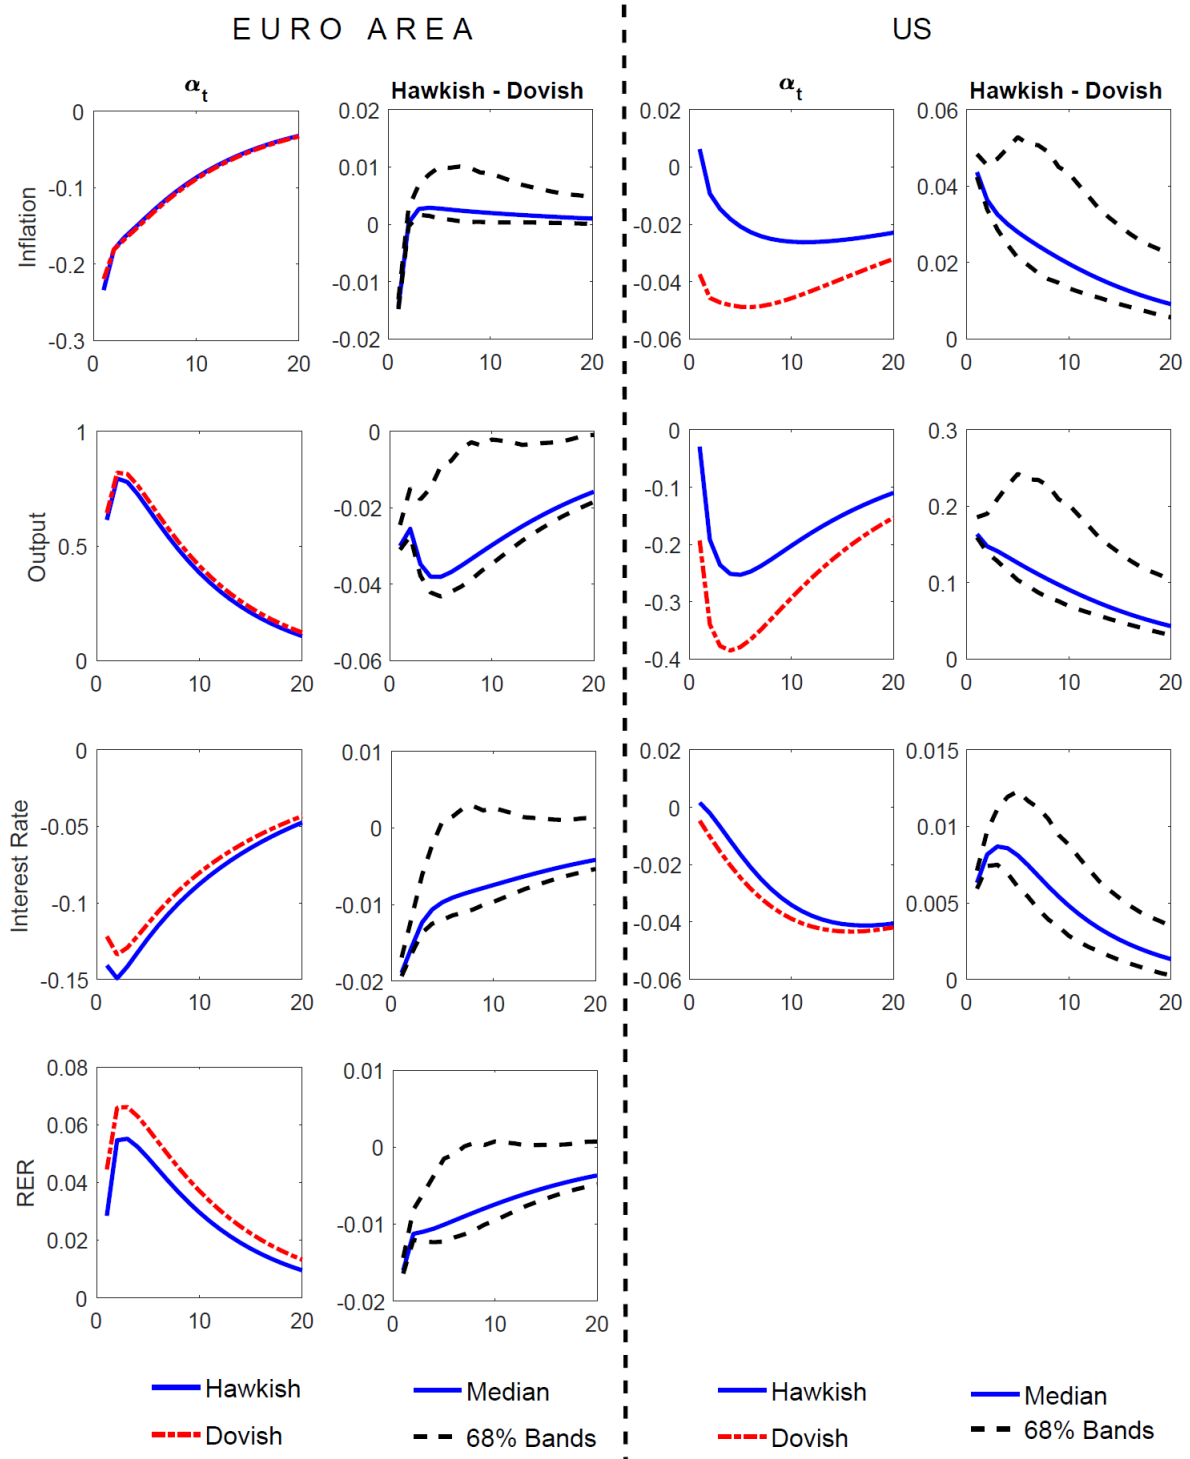 EURO AREA
US
αt
Hawkish - Dovish
αt
Hawkish - Dovish
Inflation
0
-0.1
-0.2
-0.3
0 10 20
0.02
0.01
0
-0.01
-0.02
0 10 20
0.02
0
-0.02
-0.04
-0.06
0 10 20
0.06
0.04
0.02
0
0 10 20
Output
1
0.5
0
0 10 20
0
-0.02
-0.04
-0.06
0 10 20
0
-0.1
-0.2
-0.3
-0.4
0 10 20
0.3
0.2
0.1
0
0 10 20
Interest Rate
0
-0.05
-0.1
-0.15
0 10 20
0.01
0
-0.01
-0.02
0 10 20
0.02
0
-0.02
-0.04
-0.06
0 10 20
0.015
0.01
0.005
0
0 10 20
RER
0.08
0.06
0.04
0.02
0
0 10 20
0.01
0
-0.01
-0.02
0 10 20
Hawkish
Dovish
Median
68% Bands
Hawkish
Dovish
Median
68% Bands